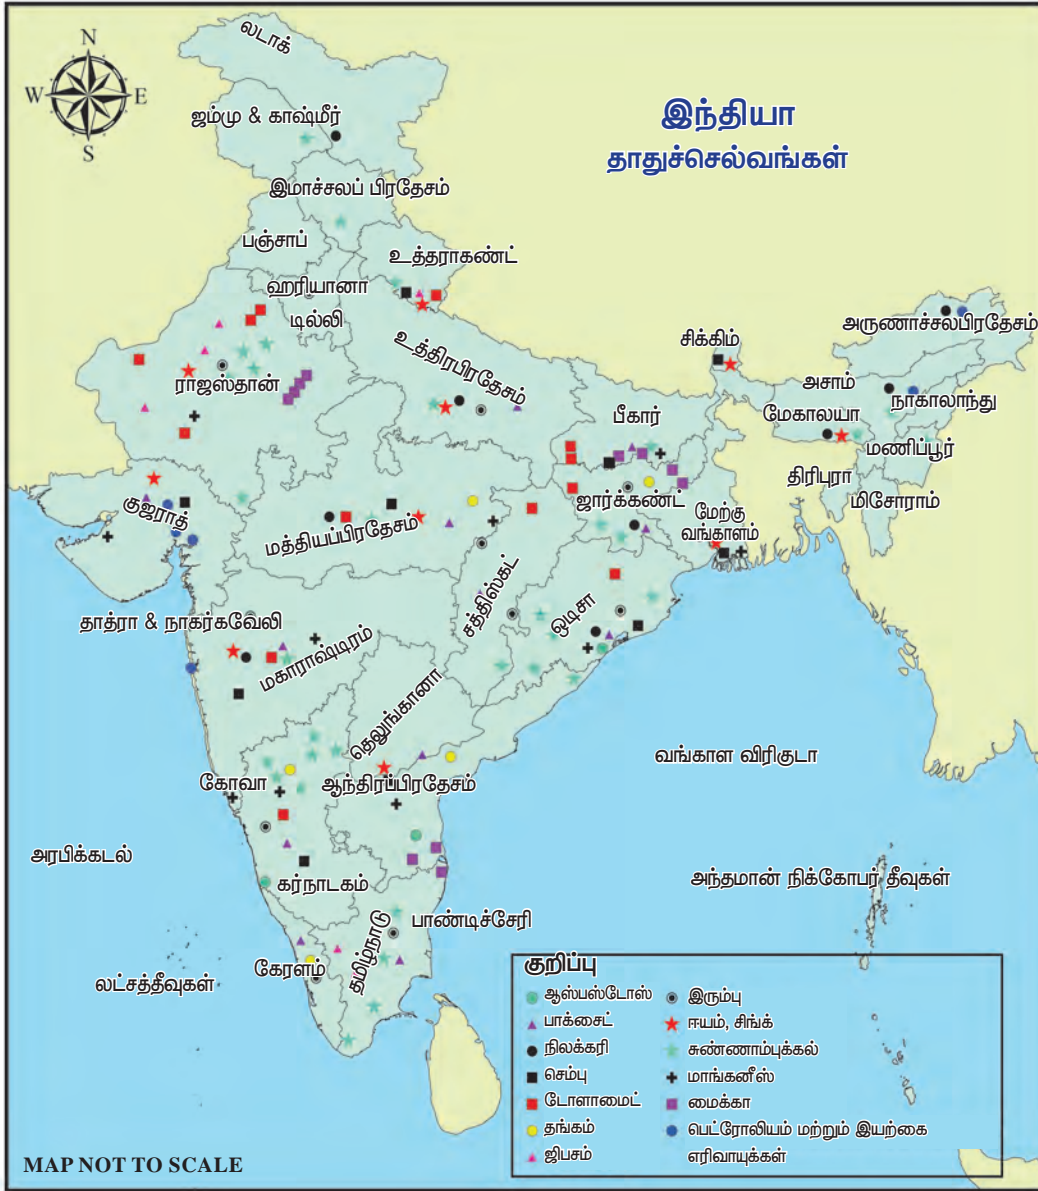 N
W
E
S
இந்தியா
தாதுச்செல்வங்கள்
லடாக்
ஜம்மு & காஷ்மீர்
இமாச்சலப் பிரதேசம்
பஞ்சாப்
உத்தராகண்ட்
ஹரியானா
டில்லி
ராஜஸ்தான்
உத்திரபிரதேசம்
சிக்கிம்
அருணாச்சலபிரதேசம்
அசாம்
நாகாலாந்து
மேகாலயா
மணிப்பூர்
பீகார்
திரிபுரா
மிசோராம்
குஜராத்
மத்தியப்பிரதேசம்
ஜார்க்கண்ட்
மேற்கு
வங்காளம்
சத்திஸ்கட்
ஒடிசா
தாத்ரா & நாகர்கவேலி
மகாராஷ்டிரம்
தெலுங்கானா
வங்காள விரிகுடா
கோவா
ஆந்திரப்பிரதேசம்
அரபிக்கடல்
கர்நாடகம்
அந்தமான் நிக்கோபர் தீவுகள்
பாண்டிச்சேரி
தமிழ்நாடு
கேரளம்
லட்சத்தீவுகள்
குறிப்பு
ஆஸ்பஸ்டோஸ்
பாக்சைட்
நிலக்கரி
செம்பு
டோளாமைட்
தங்கம்
ஜிபசம்
இரும்பு
ஈயம், சிங்க்
சுண்ணாம்புக்கல்
மாங்கனீஸ்
மைக்கா
பெட்ரோலியம் மற்றும் இயற்கை
எரிவாயுக்கள்
MAP NOT TO SCALE